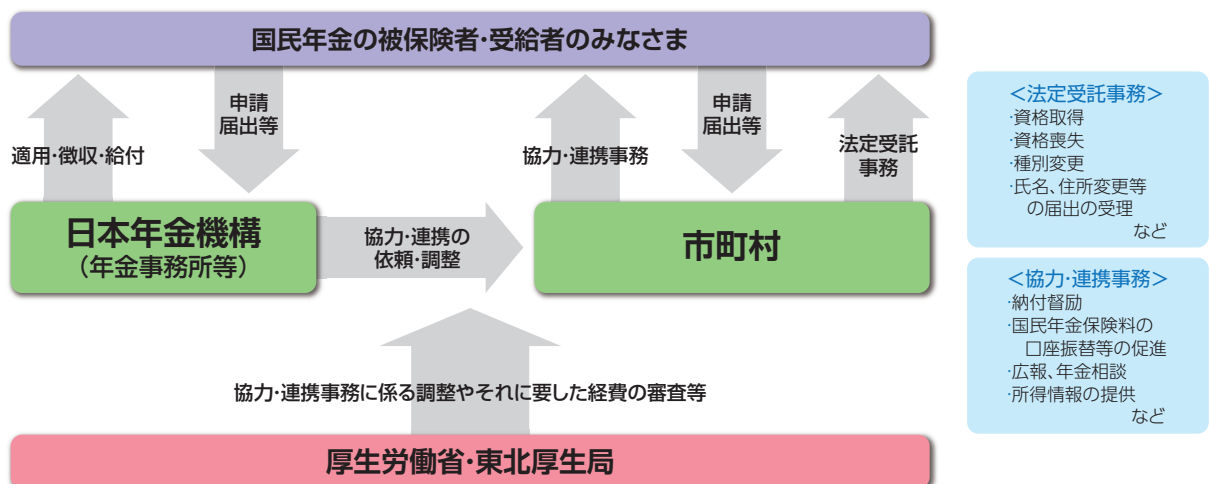 国民年金の被保険者・受給者のみなさま
適用・徴収・給付
申請
届出等
協力・連携事務
申請
届出等
法定受託
事務
日本年金機構
（年金事務所等）
協力・連携の
依頼・調整
市町村
協力・連携事務に係る調整やそれに要した経費の審査等
厚生労働省・東北厚生局
＜法定受託事務＞
・資格取得
・資格喪失
・種別変更
・氏名、住所変更等
の届出の受理
など
＜協力・連携事務＞
・納付督励
・国民年金保険料の
口座振替等の促進
・広報、年金相談
・所得情報の提供
など